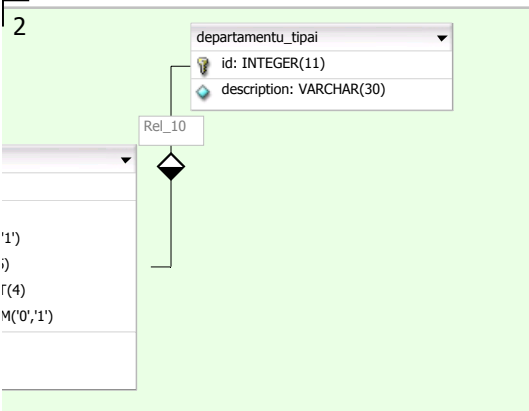 2
departamentu_tipai
id: INTEGER(11)
description: VARCHAR(30)
Rel_10
'1')
)
T(4)
M('0','1')